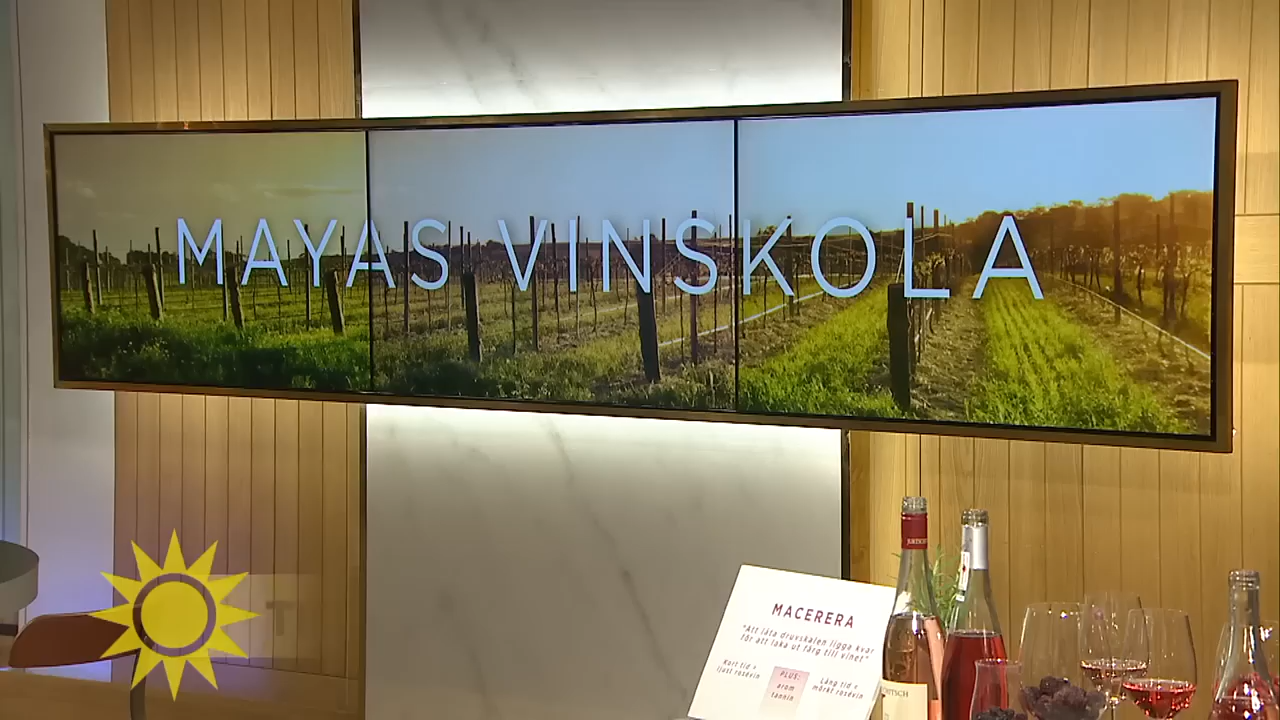 MAYAS VINSKOLA
MACERERA
"Att låta druvskalen ligga kvar
för att laka ut färg till vinet"
Kort tid =
ljust rosévin
PLUS:
arom
tannin
Lång tid =
mörkt rosévin